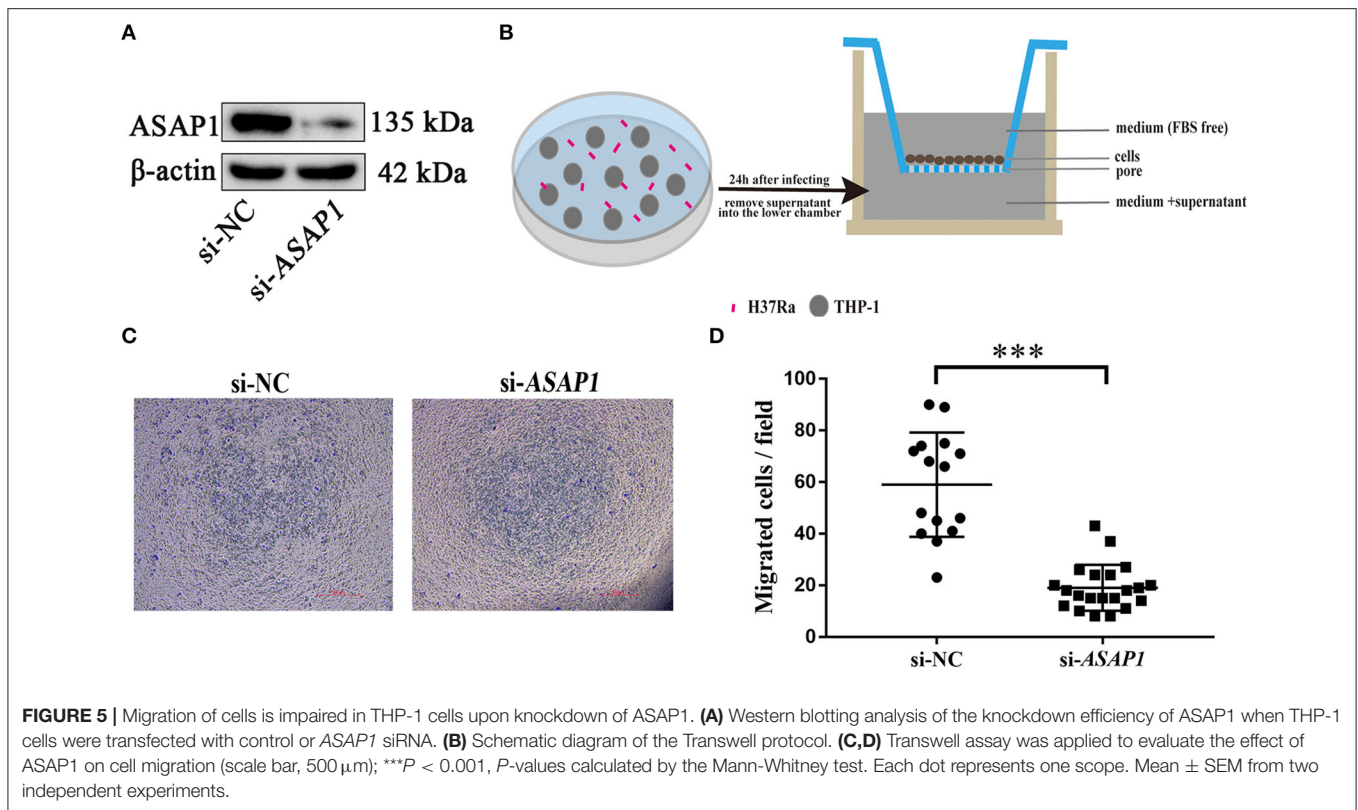 A
ASAP1
135 kDa
β-actin
42 kDa
si-NC
si-ASAP1
B
24h after infecting
remove supernatant
into the lower chamber
medium (FBS free)
cells
pore
medium +supernatant
H37Ra
THP-1
C
si-NC
si-ASAP1
D
***
Migrated cells / field
100
80
60
40
20
0
si-NC
si-ASAP1
FIGURE 5 | Migration of cells is impaired in THP-1 cells upon knockdown of ASAP1. (A) Western blotting analysis of the knockdown efficiency of ASAP1 when THP-1
cells were transfected with control or ASAP1 siRNA. (B) Schematic diagram of the Transwell protocol. (C,D) Transwell assay was applied to evaluate the effect of
ASAP1 on cell migration (scale bar, 500 μm); ***P < 0.001, P-values calculated by the Mann-Whitney test. Each dot represents one scope. Mean ± SEM from two
independent experiments.